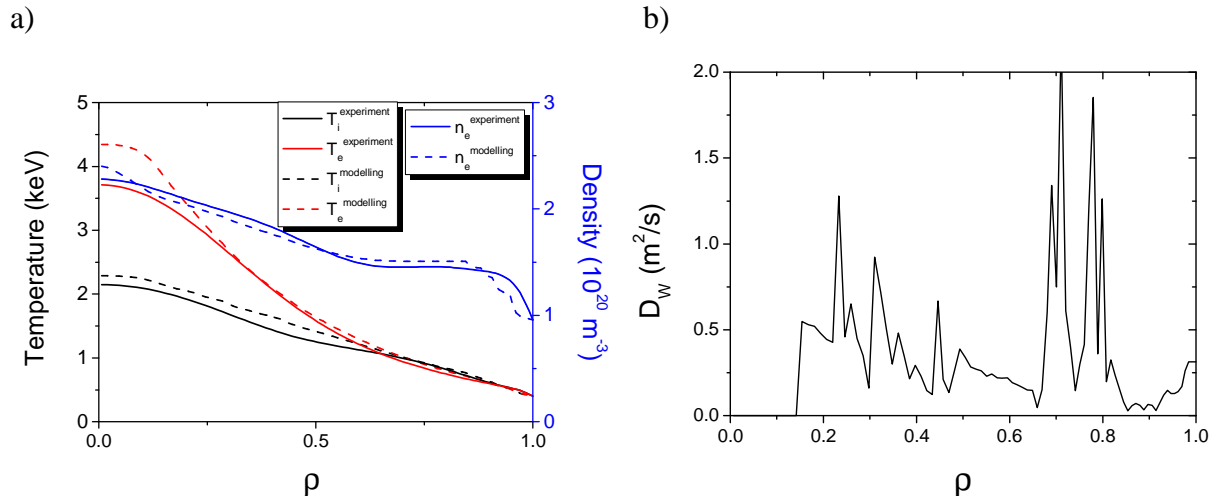 a)
b)
5
4
3
2
1
0
Temperature (keV)
T_i^experiment
T_e^experiment
T_i^modelling
T_e^modelling
n_e^experiment
n_e^modelling
3
2
1
0
Density (10^20 m^-3)
0.0
0.5
1.0
ρ
2.0
1.5
1.0
0.5
0.0
D_W (m^2/s)
0.0
0.2
0.4
0.6
0.8
1.0
ρ